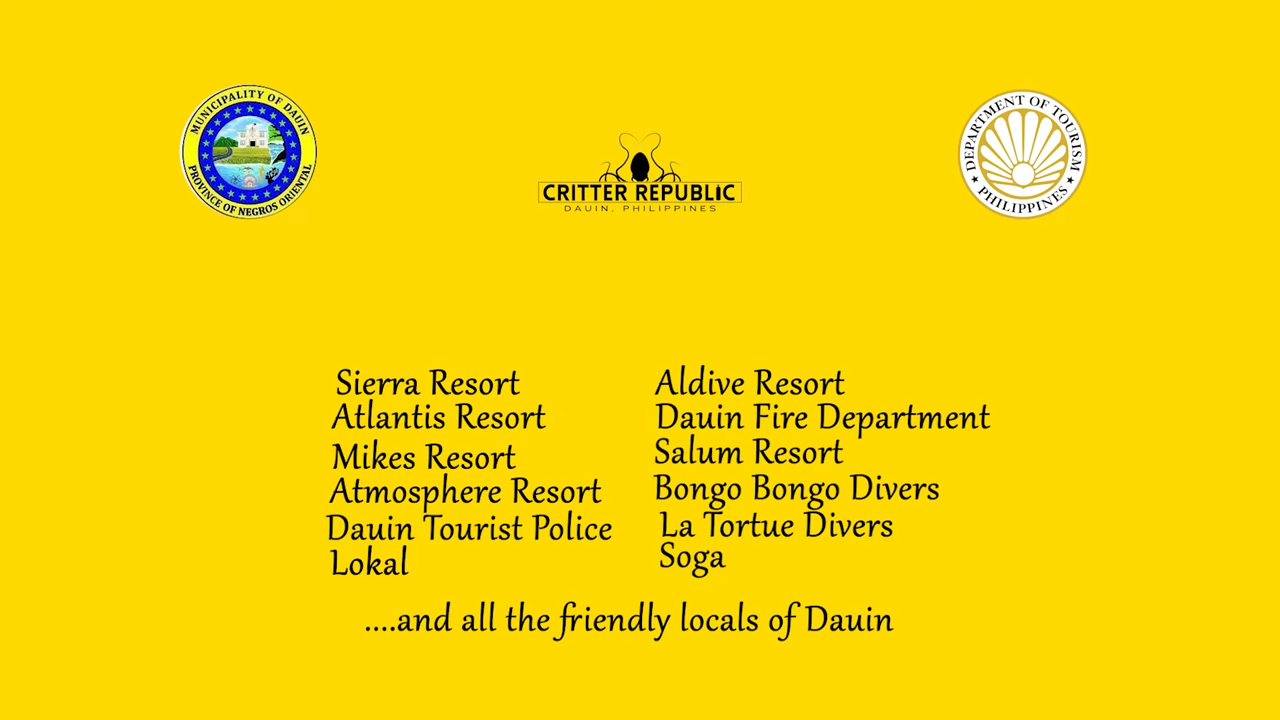 MUNICIPALITY OF DAUIN
PROVINCE OF NEGROS ORIENTAL
CRITTER REPUBLIC
DAUIN, PHILIPPINES
DEPARTMENT OF TOURISM
★ PHILIPPINES ★
Sierra Resort
Atlantis Resort
Mikes Resort
Atmosphere Resort
Dauin Tourist Police
Lokal
Aldive Resort
Dauin Fire Department
Salum Resort
Bongo Bongo Divers
La Tortue Divers
Soga
....and all the friendly locals of Dauin